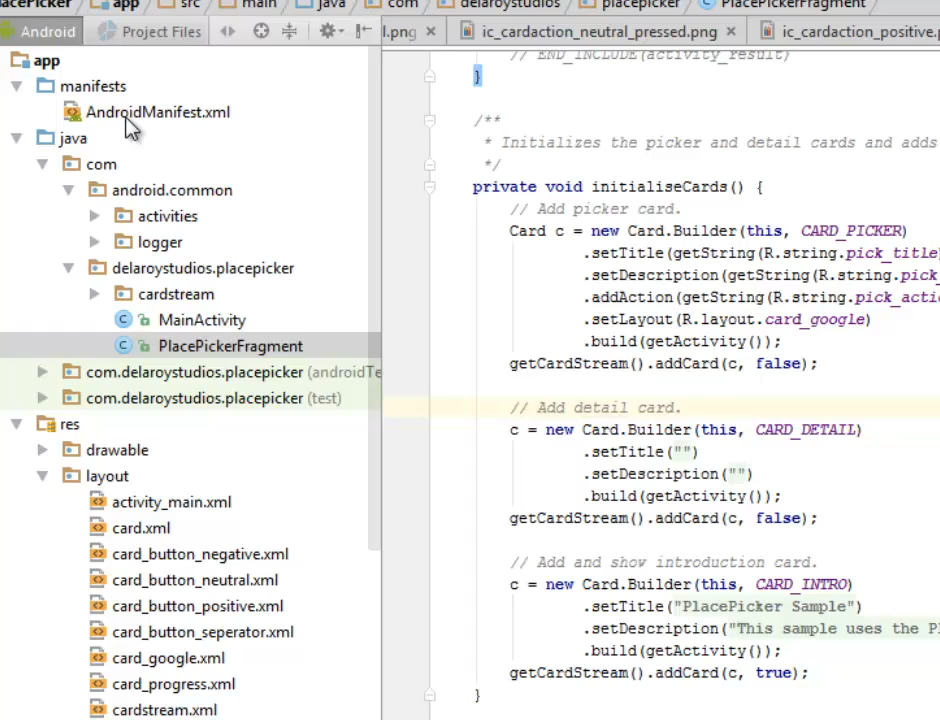 lacePicker app src main java com delaroystudios placepicker PlacePickerFragment
Android Project Files l.png ic_cardaction_neutral_pressed.png ic_cardaction_positive.p
app
manifests
AndroidManifest.xml
java
com
android.common
activities
logger
delaroystudios.placepicker
cardstream
MainActivity
PlacePickerFragment
com.delaroystudios.placepicker (androidTe
com.delaroystudios.placepicker (test)
res
drawable
layout
activity_main.xml
card.xml
card_button_negative.xml
card_button_neutral.xml
card_button_positive.xml
card_button_seperator.xml
card_google.xml
card_progress.xml
cardstream.xml
// END_INCLUDE(activity_result)
}
/**
* Initializes the picker and detail cards and adds
*/
private void initialiseCards() {
// Add picker card.
Card c = new Card.Builder(this, CARD_PICKER)
.setTitle(getString(R.string.pick_title)
.setDescription(getString(R.string.pick_
.addAction(getString(R.string.pick_actio
.setLayout(R.layout.card_google)
.build(getActivity());
getCardStream().addCard(c, false);
// Add detail card.
c = new Card.Builder(this, CARD_DETAIL)
.setTitle("")
.setDescription("")
.build(getActivity());
getCardStream().addCard(c, false);
// Add and show introduction card.
c = new Card.Builder(this, CARD_INTRO)
.setTitle("PlacePicker Sample")
.setDescription("This sample uses the Pl
.build(getActivity());
getCardStream().addCard(c, true);
}